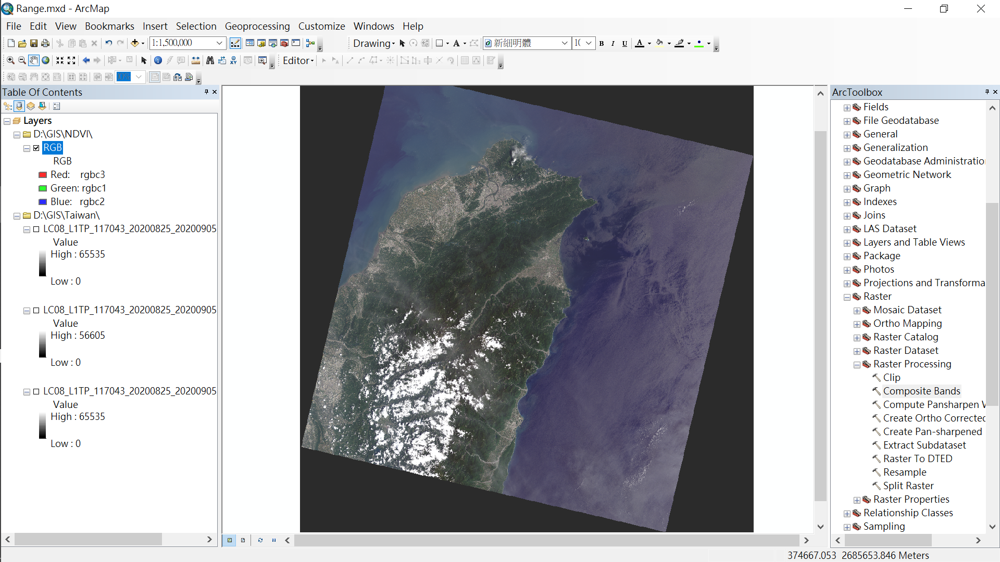 Range.mxd - ArcMap
File Edit View Bookmarks Insert Selection Geoprocessing Customize Windows Help
1:1,500,000
Drawing
A
新細明體
10
B I U A
Editor
100%
Table Of Contents
Layers
D:\GIS\NDVI\
RGB
RGB
Red: rgbc3
Green: rgbc1
Blue: rgbc2
D:\GIS\Taiwan\
LC08_L1TP_117043_20200825_20200905
Value
High : 65535
Low : 0
LC08_L1TP_117043_20200825_20200905
Value
High : 56605
Low : 0
LC08_L1TP_117043_20200825_20200905
Value
High : 65535
Low : 0
ArcToolbox
Fields
File Geodatabase
General
Generalization
Geodatabase Administratio
Geometric Network
Graph
Indexes
Joins
LAS Dataset
Layers and Table Views
Package
Photos
Projections and Transforma
Raster
Mosaic Dataset
Ortho Mapping
Raster Catalog
Raster Dataset
Raster Processing
Clip
Composite Bands
Compute Pansharpen W
Create Ortho Corrected
Create Pan-sharpened
Extract Subdataset
Raster To DTED
Resample
Split Raster
Raster Properties
Relationship Classes
Sampling
374667.053 2685653.846 Meters